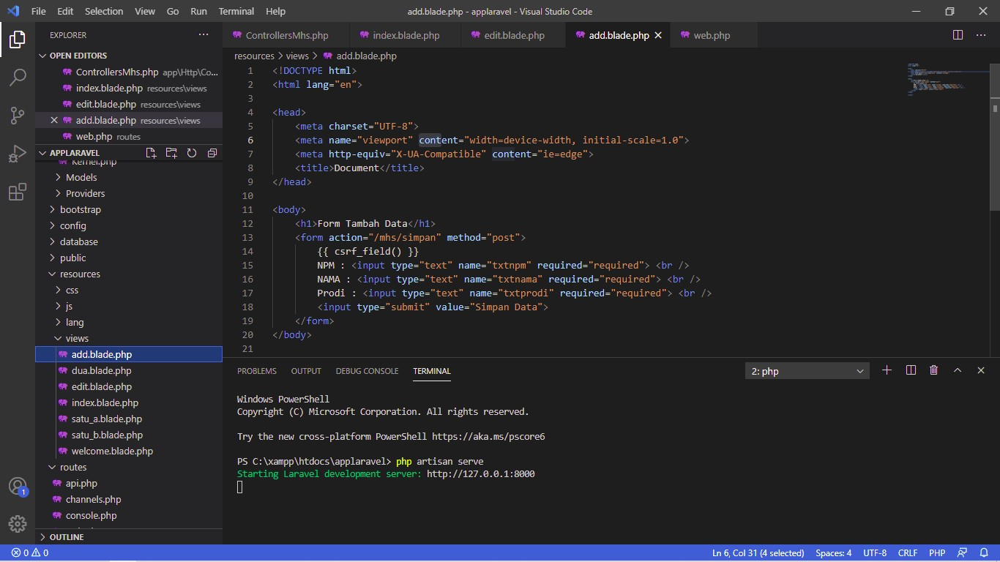 File Edit Selection View Go Run Terminal Help add.blade.php - applaravel - Visual Studio Code
EXPLORER
OPEN EDITORS
ControllersMhs.php app\Http\Co...
index.blade.php resources\views
edit.blade.php resources\views
add.blade.php resources\views
web.php routes
APPLARAVEL
Kernel.php
Models
Providers
bootstrap
config
database
public
resources
css
js
lang
views
add.blade.php
dua.blade.php
edit.blade.php
index.blade.php
satu_a.blade.php
satu_b.blade.php
welcome.blade.php
routes
api.php
channels.php
console.php
OUTLINE
1
ControllersMhs.php index.blade.php edit.blade.php add.blade.php web.php
resources > views > add.blade.php
1 <!DOCTYPE html>
2 <html lang="en">
3
4 <head>
5 <meta charset="UTF-8">
6 <meta name="viewport" content="width=device-width, initial-scale=1.0">
7 <meta http-equiv="X-UA-Compatible" content="ie=edge">
8 <title>Document</title>
9 </head>
10
11 <body>
12 <h1>Form Tambah Data</h1>
13 <form action="/mhs/simpan" method="post">
14 {{ csrf_field() }}
15 NPM : <input type="text" name="txtnpm" required="required"> <br />
16 NAMA : <input type="text" name="txtnama" required="required"> <br />
17 Prodi : <input type="text" name="txtprodi" required="required"> <br />
18 <input type="submit" value="Simpan Data">
19 </form>
20 </body>
21
PROBLEMS OUTPUT DEBUG CONSOLE TERMINAL 2: php
Windows PowerShell
Copyright (C) Microsoft Corporation. All rights reserved.
Try the new cross-platform PowerShell https://aka.ms/pscore6
PS C:\xampp\htdocs\applaravel> php artisan serve
Starting Laravel development server: http://127.0.0.1:8000
0 0 Ln 6, Col 31 (4 selected) Spaces: 4 UTF-8 CRLF PHP